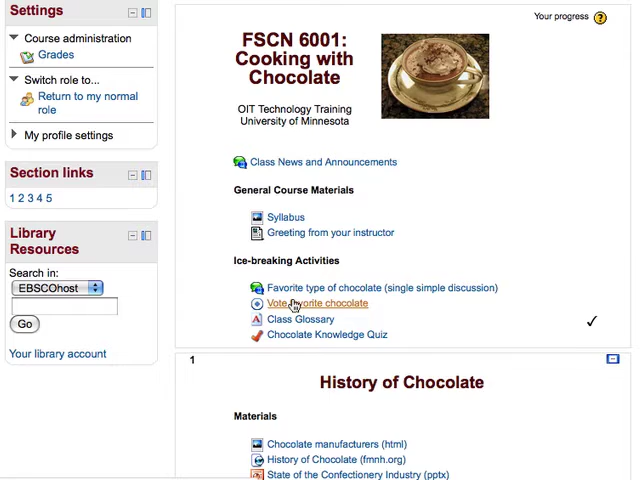 Settings
Course administration
Grades
Switch role to...
Return to my normal
role
My profile settings
Section links
1 2 3 4 5
Library
Resources
Search in:
EBSCOhost
Go
Your library account
Your progress
FSCN 6001:
Cooking with
Chocolate
OIT Technology Training
University of Minnesota
Class News and Announcements
General Course Materials
Syllabus
Greeting from your instructor
Ice-breaking Activities
Favorite type of chocolate (single simple discussion)
Vote favorite chocolate
Class Glossary
Chocolate Knowledge Quiz
1
History of Chocolate
Materials
Chocolate manufacturers (html)
History of Chocolate (fmnh.org)
State of the Confectionery Industry (pptx)